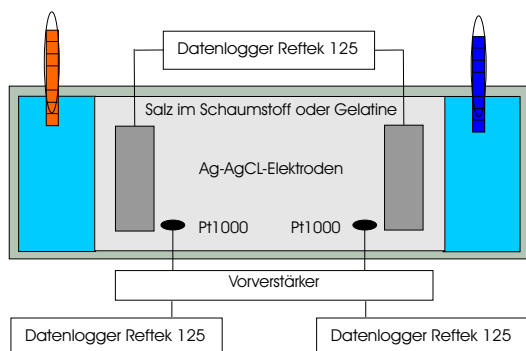 Datenlogger Reftek 125
Salz im Schaumstoff oder Gelatine
Ag-AgCL-Elektroden
Pt1000 Pt1000
Vorverstärker
Datenlogger Reftek 125 Datenlogger Reftek 125